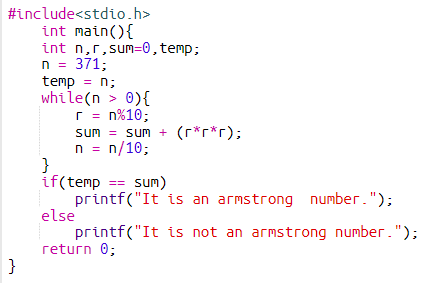 #include<stdio.h>
    int main(){
    int n,r,sum=0,temp;
    n = 371;
    temp = n;
    while(n > 0){
        r = n%10;
        sum = sum + (r*r*r);
        n = n/10;
    }
    if(temp == sum)
        printf("It is an armstrong  number.");
    else
        printf("It is not an armstrong number.");
    return 0;
}